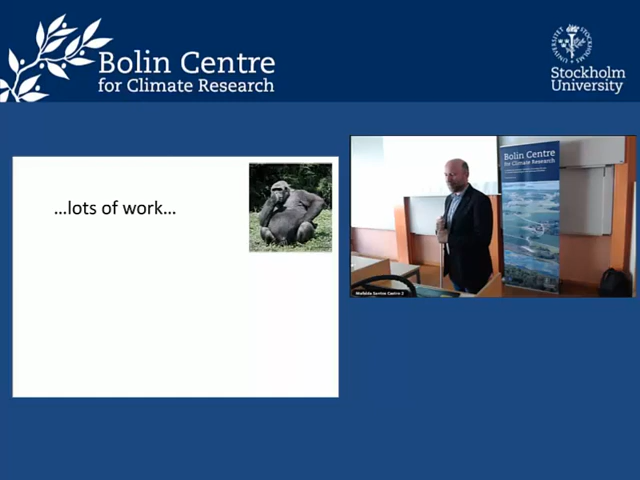 Bolin Centre
for Climate Research
Stockholm
University
...lots of work...
Bolin Centre
for Climate Research